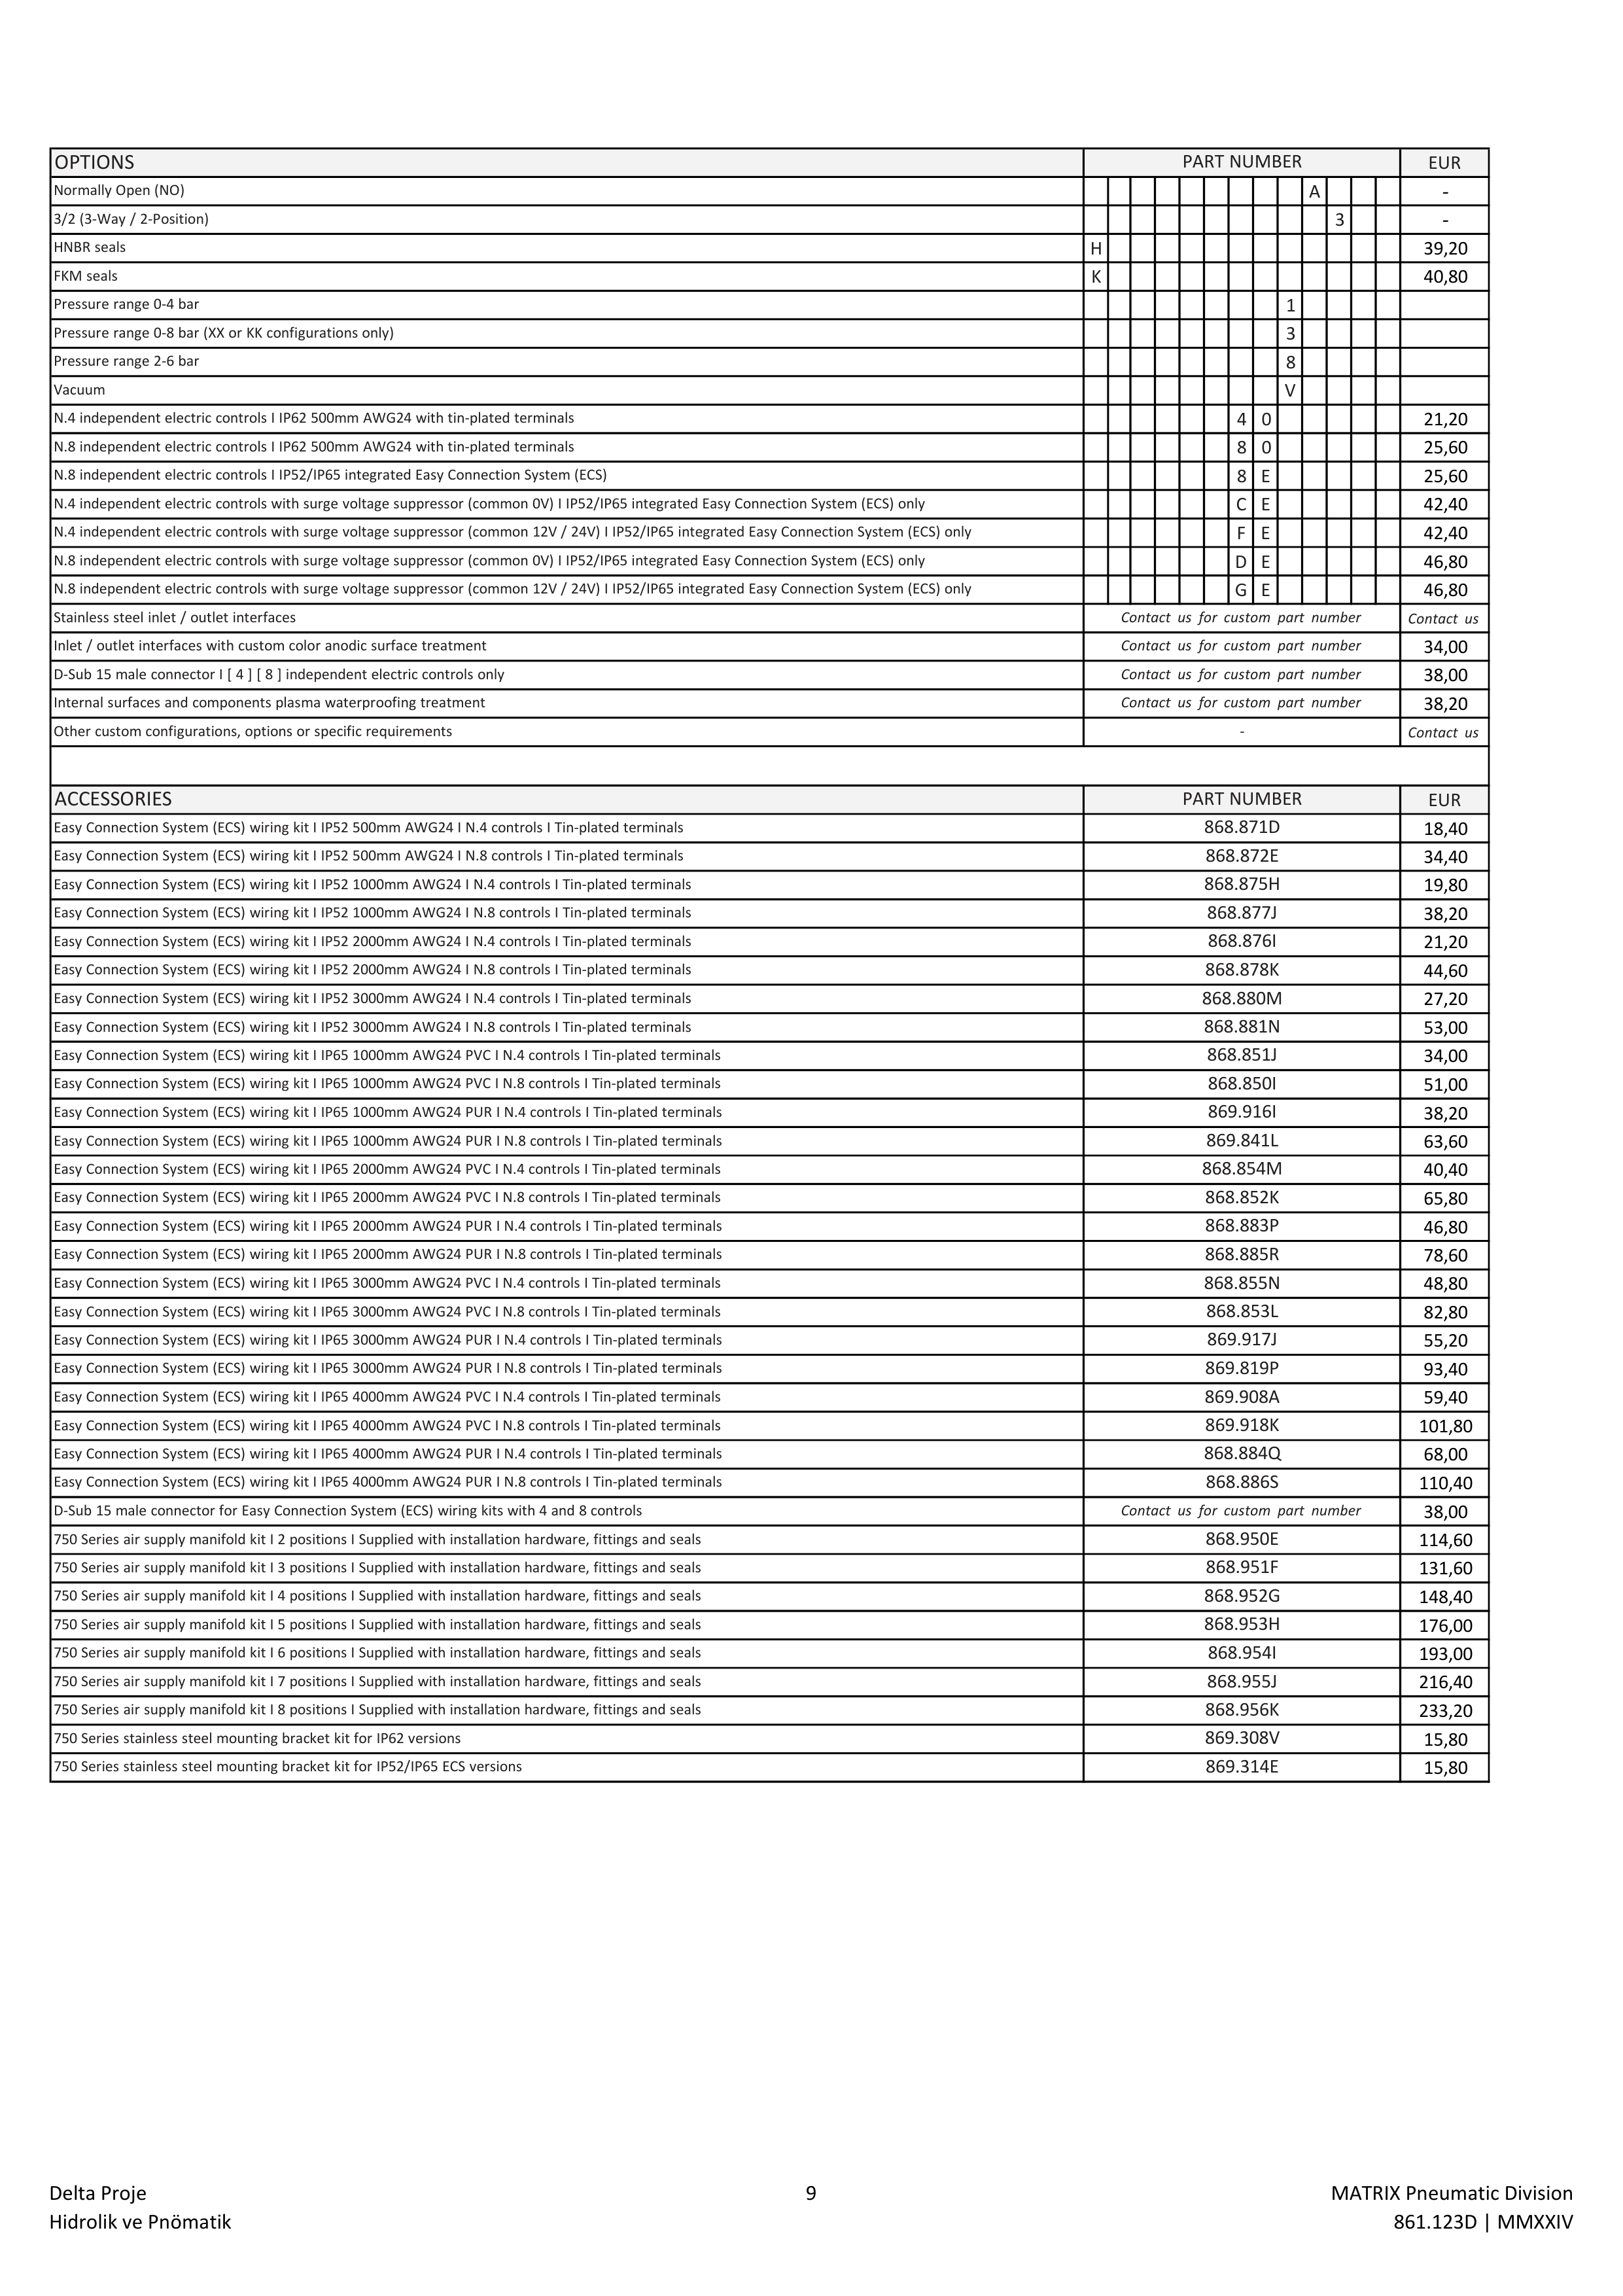 OPTIONS PART NUMBER EUR
Normally Open (NO) A -
3/2 (3-Way / 2-Position) 3 -
HNBR seals H 39,20
FKM seals K 40,80
Pressure range 0-4 bar 1
Pressure range 0-8 bar (XX or KK configurations only) 3
Pressure range 2-6 bar 8
Vacuum V
N.4 independent electric controls I IP62 500mm AWG24 with tin-plated terminals 4 0 21,20
N.8 independent electric controls I IP62 500mm AWG24 with tin-plated terminals 8 0 25,60
N.8 independent electric controls I IP52/IP65 integrated Easy Connection System (ECS) 8 E 25,60
N.4 independent electric controls with surge voltage suppressor (common 0V) I IP52/IP65 integrated Easy Connection System (ECS) only C E 42,40
N.4 independent electric controls with surge voltage suppressor (common 12V / 24V) I IP52/IP65 integrated Easy Connection System (ECS) only F E 42,40
N.8 independent electric controls with surge voltage suppressor (common 0V) I IP52/IP65 integrated Easy Connection System (ECS) only D E 46,80
N.8 independent electric controls with surge voltage suppressor (common 12V / 24V) I IP52/IP65 integrated Easy Connection System (ECS) only G E 46,80
Stainless steel inlet / outlet interfaces Contact us for custom part number Contact us
Inlet / outlet interfaces with custom color anodic surface treatment Contact us for custom part number 34,00
D-Sub 15 male connector I [ 4 ] [ 8 ] independent electric controls only Contact us for custom part number 38,00
Internal surfaces and components plasma waterproofing treatment Contact us for custom part number 38,20
Other custom configurations, options or specific requirements - Contact us
ACCESSORIES PART NUMBER EUR
Easy Connection System (ECS) wiring kit I IP52 500mm AWG24 I N.4 controls I Tin-plated terminals 868.871D 18,40
Easy Connection System (ECS) wiring kit I IP52 500mm AWG24 I N.8 controls I Tin-plated terminals 868.872E 34,40
Easy Connection System (ECS) wiring kit I IP52 1000mm AWG24 I N.4 controls I Tin-plated terminals 868.875H 19,80
Easy Connection System (ECS) wiring kit I IP52 1000mm AWG24 I N.8 controls I Tin-plated terminals 868.877J 38,20
Easy Connection System (ECS) wiring kit I IP52 2000mm AWG24 I N.4 controls I Tin-plated terminals 868.876I 21,20
Easy Connection System (ECS) wiring kit I IP52 2000mm AWG24 I N.8 controls I Tin-plated terminals 868.878K 44,60
Easy Connection System (ECS) wiring kit I IP52 3000mm AWG24 I N.4 controls I Tin-plated terminals 868.880M 27,20
Easy Connection System (ECS) wiring kit I IP52 3000mm AWG24 I N.8 controls I Tin-plated terminals 868.881N 53,00
Easy Connection System (ECS) wiring kit I IP65 1000mm AWG24 PVC I N.4 controls I Tin-plated terminals 868.851J 34,00
Easy Connection System (ECS) wiring kit I IP65 1000mm AWG24 PVC I N.8 controls I Tin-plated terminals 868.850I 51,00
Easy Connection System (ECS) wiring kit I IP65 1000mm AWG24 PUR I N.4 controls I Tin-plated terminals 869.916I 38,20
Easy Connection System (ECS) wiring kit I IP65 1000mm AWG24 PUR I N.8 controls I Tin-plated terminals 869.841L 63,60
Easy Connection System (ECS) wiring kit I IP65 2000mm AWG24 PVC I N.4 controls I Tin-plated terminals 868.854M 40,40
Easy Connection System (ECS) wiring kit I IP65 2000mm AWG24 PVC I N.8 controls I Tin-plated terminals 868.852K 65,80
Easy Connection System (ECS) wiring kit I IP65 2000mm AWG24 PUR I N.4 controls I Tin-plated terminals 868.883P 46,80
Easy Connection System (ECS) wiring kit I IP65 2000mm AWG24 PUR I N.8 controls I Tin-plated terminals 868.885R 78,60
Easy Connection System (ECS) wiring kit I IP65 3000mm AWG24 PVC I N.4 controls I Tin-plated terminals 868.855N 48,80
Easy Connection System (ECS) wiring kit I IP65 3000mm AWG24 PVC I N.8 controls I Tin-plated terminals 868.853L 82,80
Easy Connection System (ECS) wiring kit I IP65 3000mm AWG24 PUR I N.4 controls I Tin-plated terminals 869.917J 55,20
Easy Connection System (ECS) wiring kit I IP65 3000mm AWG24 PUR I N.8 controls I Tin-plated terminals 869.819P 93,40
Easy Connection System (ECS) wiring kit I IP65 4000mm AWG24 PVC I N.4 controls I Tin-plated terminals 869.908A 59,40
Easy Connection System (ECS) wiring kit I IP65 4000mm AWG24 PVC I N.8 controls I Tin-plated terminals 869.918K 101,80
Easy Connection System (ECS) wiring kit I IP65 4000mm AWG24 PUR I N.4 controls I Tin-plated terminals 868.884Q 68,00
Easy Connection System (ECS) wiring kit I IP65 4000mm AWG24 PUR I N.8 controls I Tin-plated terminals 868.886S 110,40
D-Sub 15 male connector for Easy Connection System (ECS) wiring kits with 4 and 8 controls Contact us for custom part number 38,00
750 Series air supply manifold kit I 2 positions I Supplied with installation hardware, fittings and seals 868.950E 114,60
750 Series air supply manifold kit I 3 positions I Supplied with installation hardware, fittings and seals 868.951F 131,60
750 Series air supply manifold kit I 4 positions I Supplied with installation hardware, fittings and seals 868.952G 148,40
750 Series air supply manifold kit I 5 positions I Supplied with installation hardware, fittings and seals 868.953H 176,00
750 Series air supply manifold kit I 6 positions I Supplied with installation hardware, fittings and seals 868.954I 193,00
750 Series air supply manifold kit I 7 positions I Supplied with installation hardware, fittings and seals 868.955J 216,40
750 Series air supply manifold kit I 8 positions I Supplied with installation hardware, fittings and seals 868.956K 233,20
750 Series stainless steel mounting bracket kit for IP62 versions 869.308V 15,80
750 Series stainless steel mounting bracket kit for IP52/IP65 ECS versions 869.314E 15,80
Delta Proje 9 MATRIX Pneumatic Division
Hidrolik ve Pnömatik 861.123D | MMXXIV